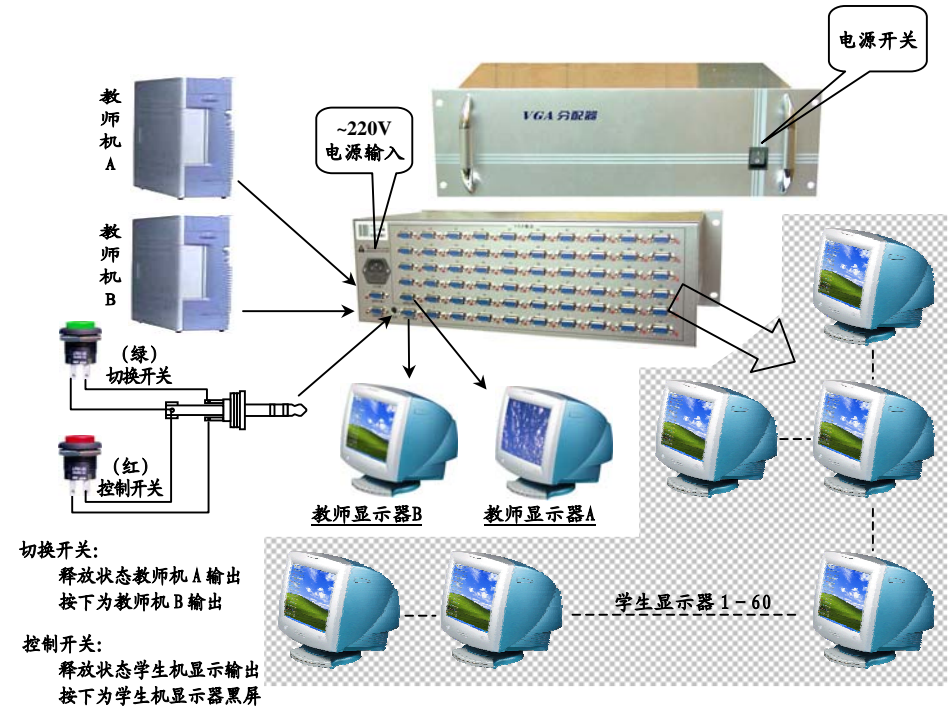 电源开关
VGA 分配器
~220V
电源输入
教师机A
教师机B
（绿）
切换开关
（红）
控制开关
教师显示器B
教师显示器A
切换开关：
释放状态教师机A输出
按下为教师机B输出
学生显示器1－60
控制开关：
释放状态学生机显示输出
按下为学生机显示器黑屏